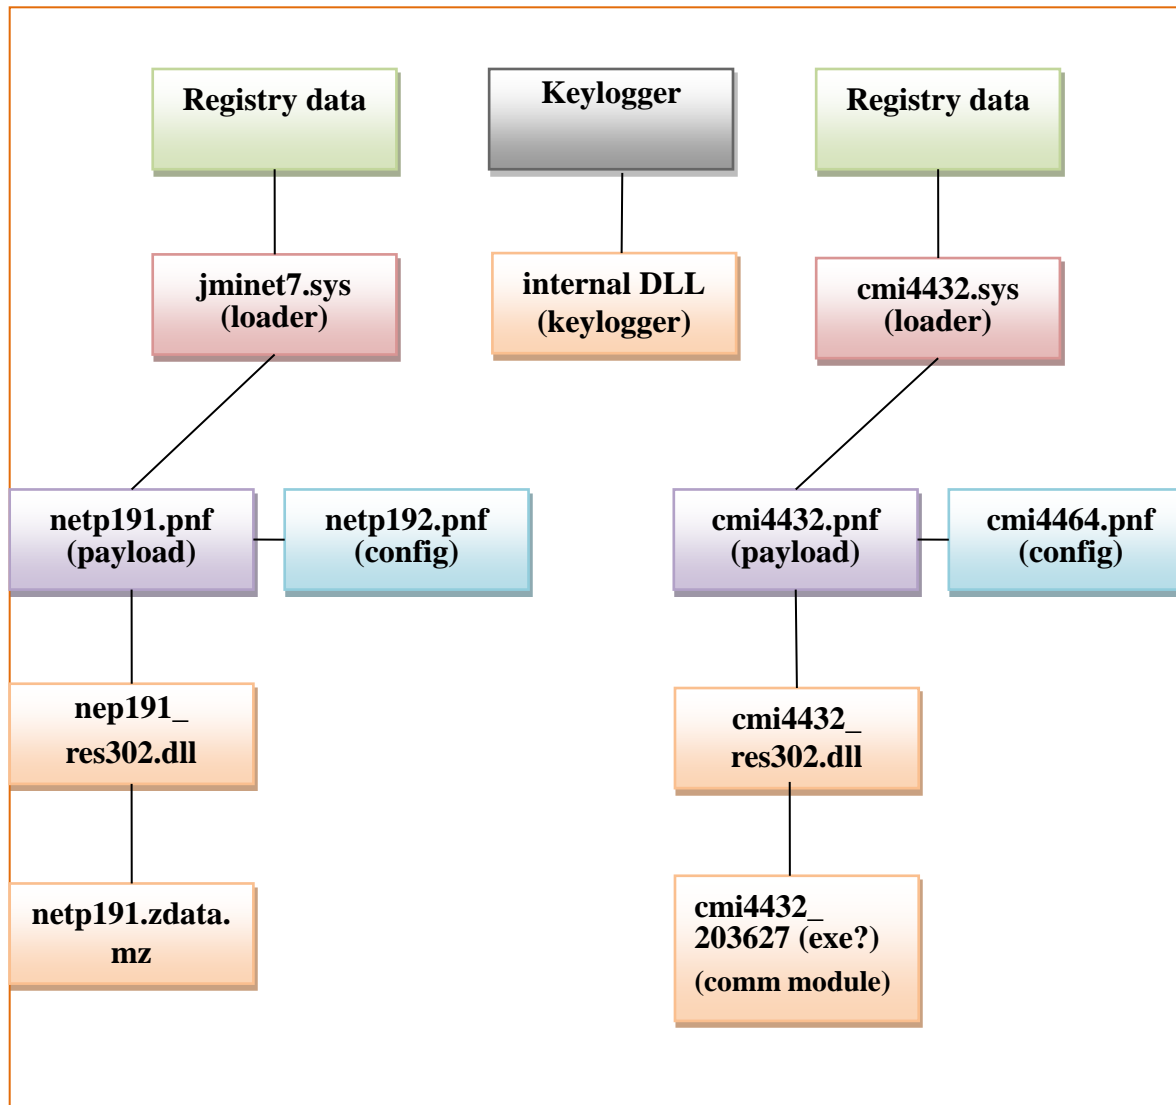 Registry data
Keylogger
Registry data
jminet7.sys
(loader)
internal DLL
(keylogger)
cmi4432.sys
(loader)
netp191.pnf
(payload)
netp192.pnf
(config)
cmi4432.pnf
(payload)
cmi4464.pnf
(config)
nep191_
res302.dll
cmi4432_
res302.dll
netp191.zdata.
mz
cmi4432_
203627 (exe?)
(comm module)